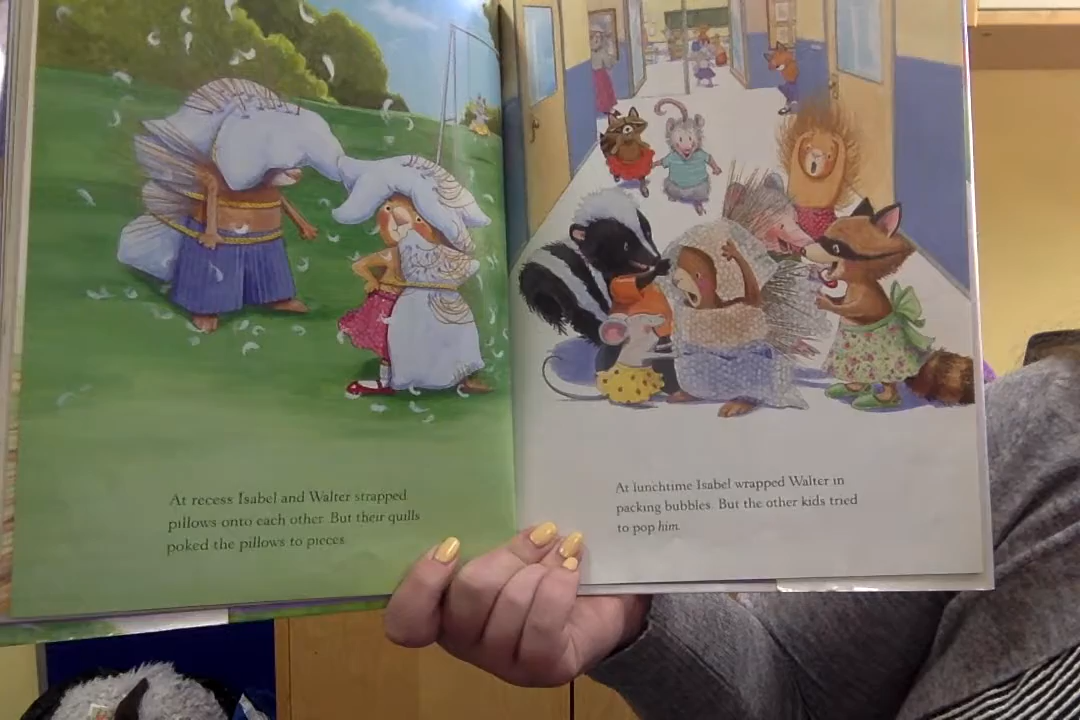 At recess Isabel and Walter strapped
pillows onto each other. But their quills
poked the pillows to pieces.
At lunchtime Isabel wrapped Walter in
packing bubbles. But the other kids tried
to pop him.